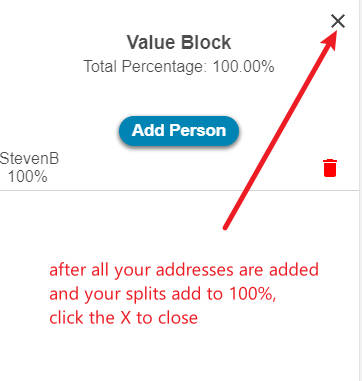 Value Block
Total Percentage: 100.00%
Add Person
StevenB
100%
after all your addresses are added
and your splits add to 100%,
click the X to close